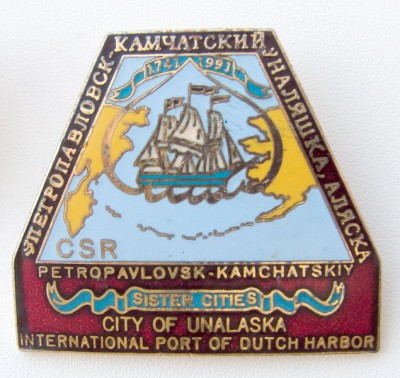 ПЕТРОПАВЛОВСК-
КАМЧАТСКИЙ
УНАЛЯШКА, АЛЯСКА
1741 1991
CSR
PETROPAVLOVSK-KAMCHATSKIY
SISTER CITIES
CITY OF UNALASKA
INTERNATIONAL PORT OF DUTCH HARBOR